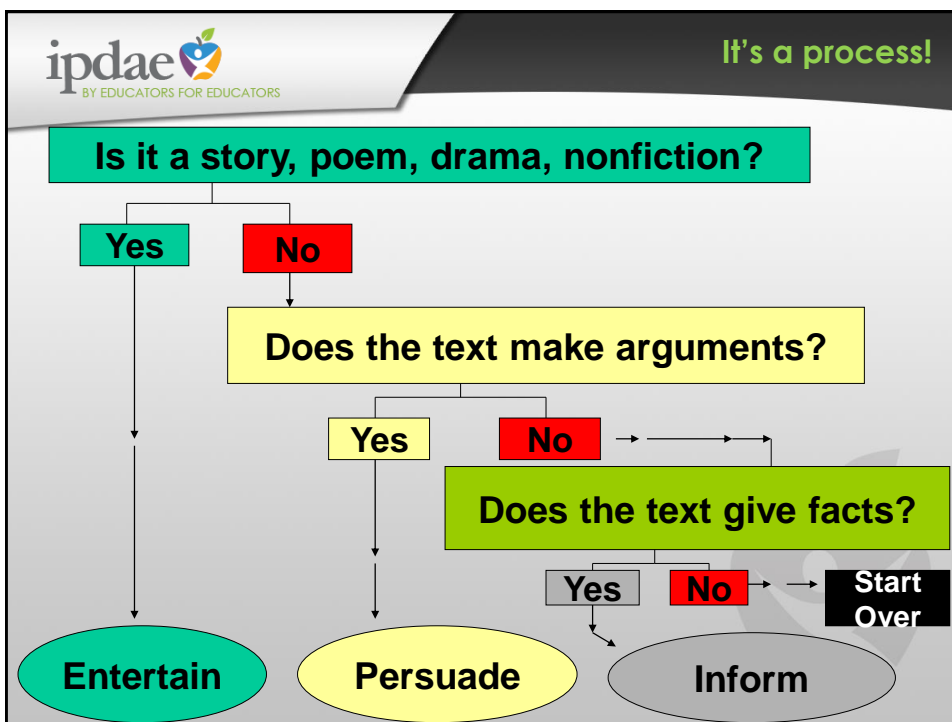 ipdae
BY EDUCATORS FOR EDUCATORS
It's a process!
Is it a story, poem, drama, nonfiction?
Yes
No
Does the text make arguments?
Yes
No
Does the text give facts?
Yes
No
Start
Over
Entertain
Persuade
Inform